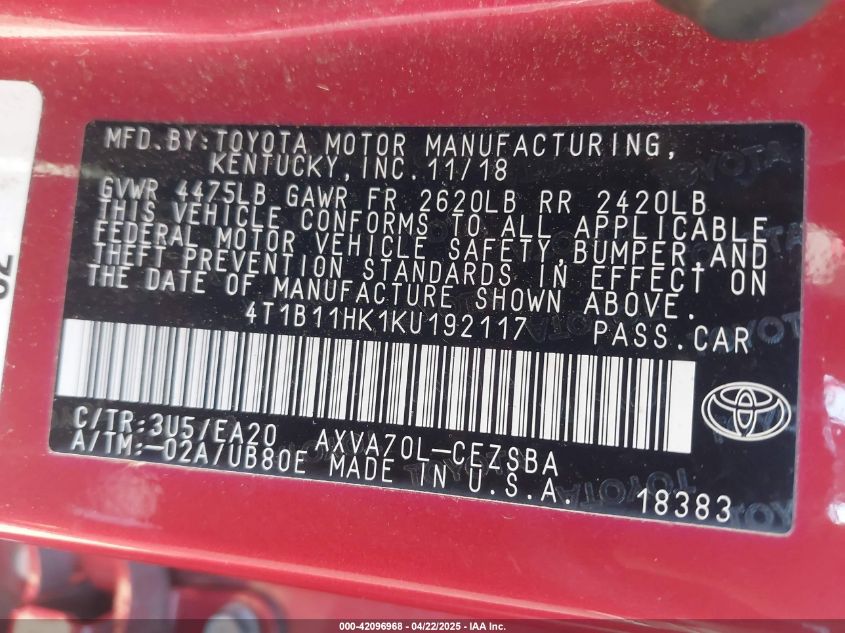 MFD.BY:TOYOTA MOTOR MANUFACTURING,
KENTUCKY,INC.11/18
GVWR 4475LB GAWR FR 2620LB RR 2420LB
THIS VEHICLE CONFORMS TO ALL APPLICABLE
FEDERAL MOTOR VEHICLE SAFETY,BUMPER,AND
THEFT PREVENTION STANDARDS IN EFFECT ON
THE DATE OF MANUFACTURE SHOWN ABOVE.
4T1B11HK1KU192117 PASS.CAR
C/TR:3U5/EA20 AXVA70L-CEZSBA
A/TM:-02A/UB80E MADE IN U.S.A.
18383
000-42096968 - 04/22/2025 - IAA Inc.